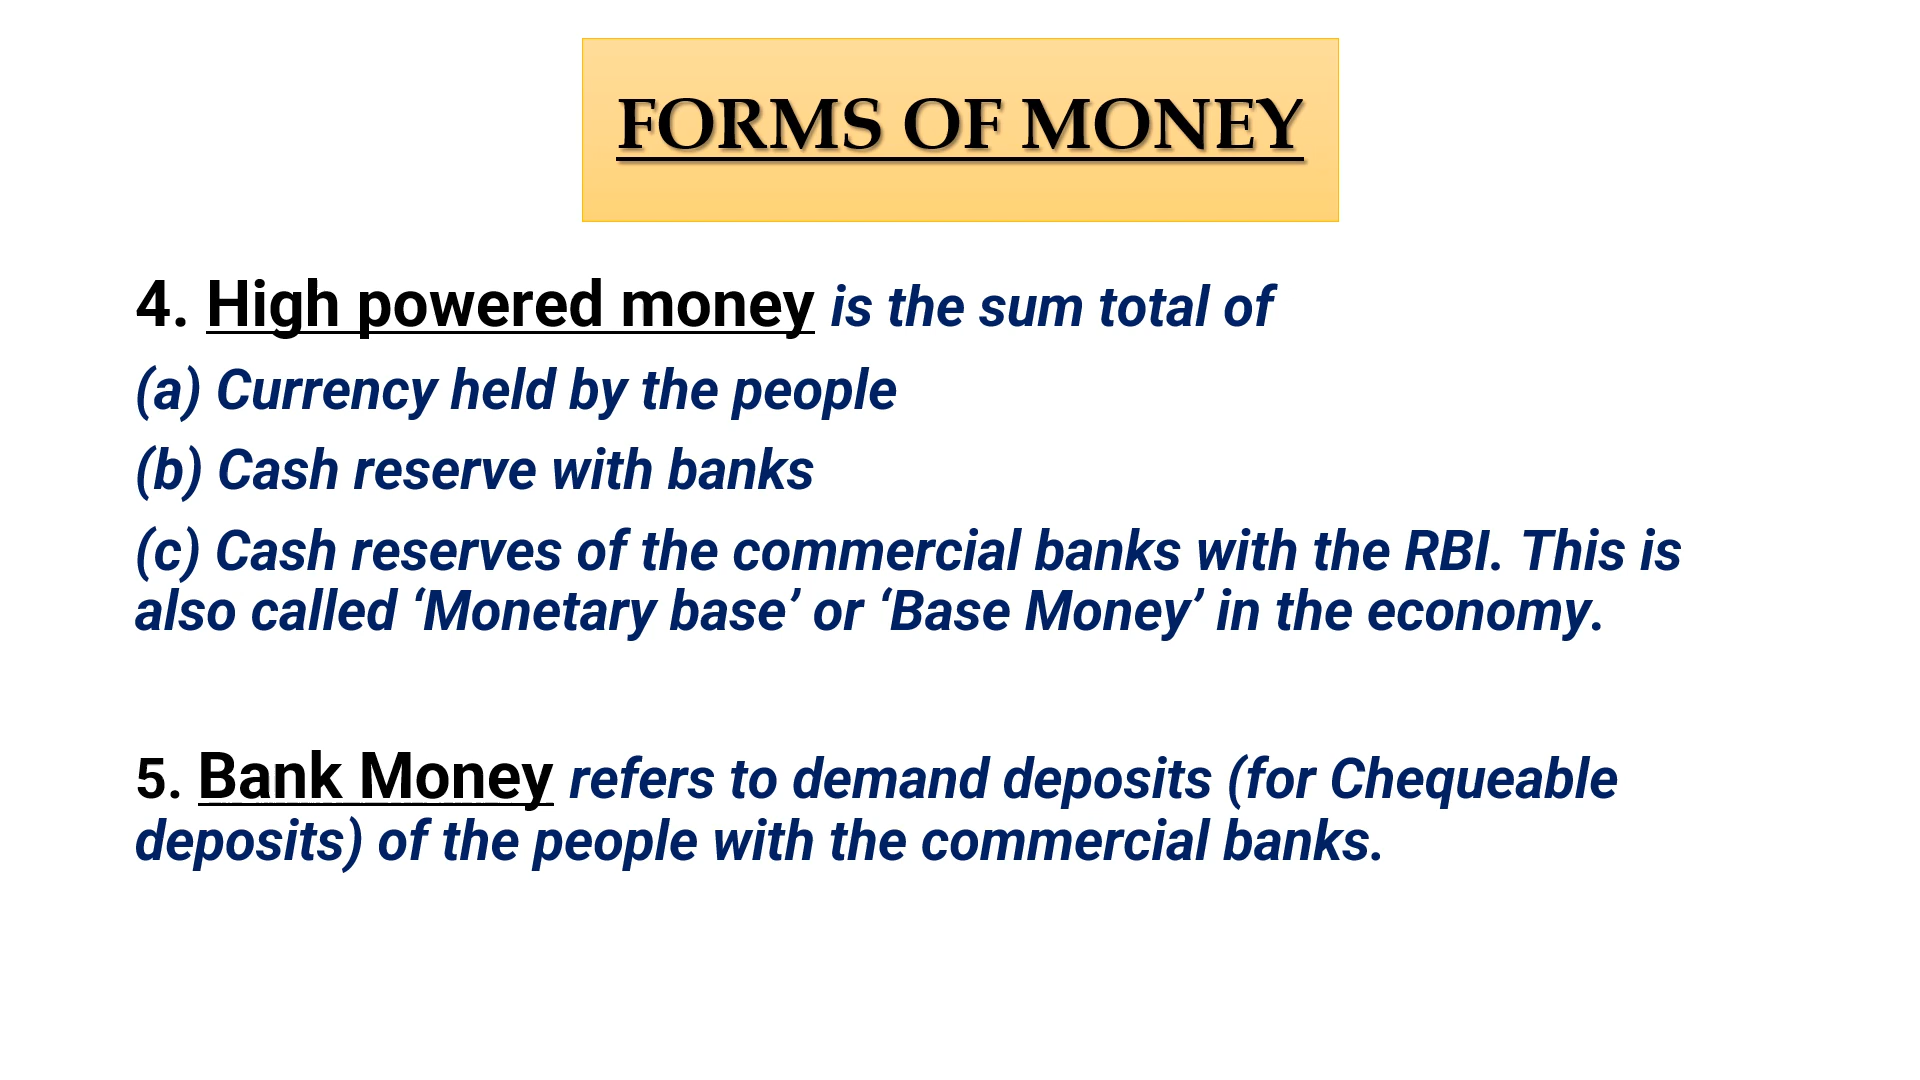 FORMS OF MONEY
4. High powered money is the sum total of
(a) Currency held by the people
(b) Cash reserve with banks
(c) Cash reserves of the commercial banks with the RBI. This is
also called ‘Monetary base’ or ‘Base Money’ in the economy.
5. Bank Money refers to demand deposits (for Chequeable
deposits) of the people with the commercial banks.